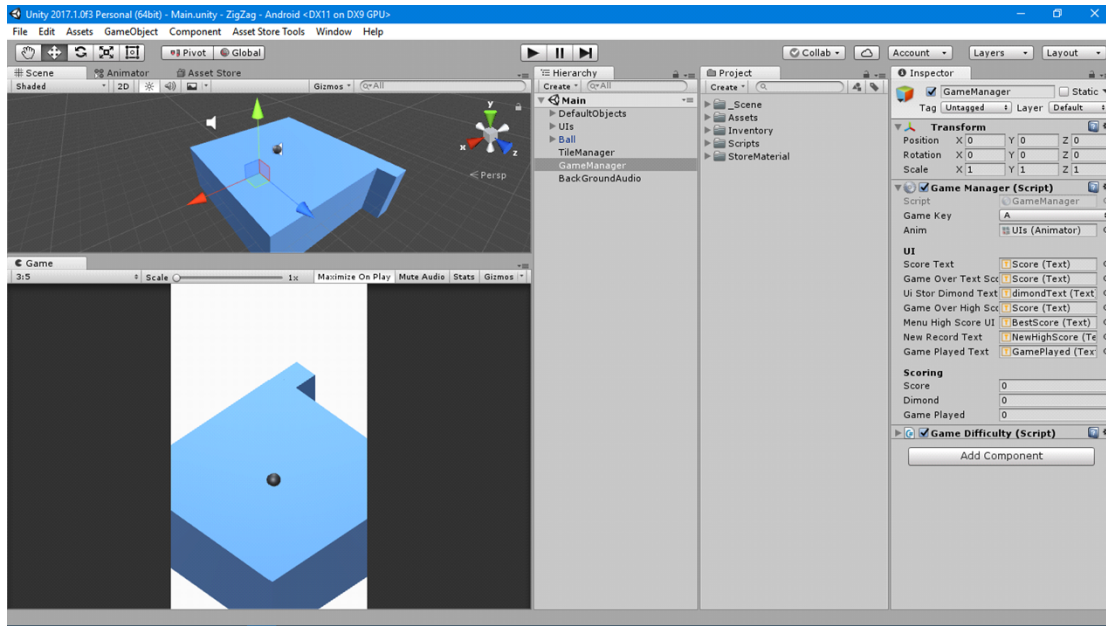 Unity 2017.1.0f3 Personal (64bit) - Main.unity - ZigZag - Android <DX11 on DX9 GPU>
File Edit Assets GameObject Component Asset Store Tools Window Help
Pivot Global Collab Account Layers Layout
Scene Animator Asset Store
Shaded 2D Gizmos All
y
x z
Persp
Game
3:5 Scale 1x Maximize On Play Mute Audio Stats Gizmos
Hierarchy
Create All
Main
DefaultObjects
UIs
Ball
TileManager
GameManager
BackGroundAudio
Project
Create
_Scene
Assets
Inventory
Scripts
StoreMaterial
Inspector
GameManager Static
Tag Untagged Layer Default
Transform
Position X 0 Y 0 Z 0
Rotation X 0 Y 0 Z 0
Scale X 1 Y 1 Z 1
Game Manager (Script)
Script GameManager
Game Key A
Anim UIs (Animator)
UI
Score Text Score (Text)
Game Over Text Sco Score (Text)
Ui Stor Dimond Text dimondText (Text
Game Over High Sco Score (Text)
Menu High Score UI BestScore (Text)
New Record Text NewHighScore (Te
Game Played Text GamePlayed (Tex
Scoring
Score 0
Dimond 0
Game Played 0
Game Difficulty (Script)
Add Component